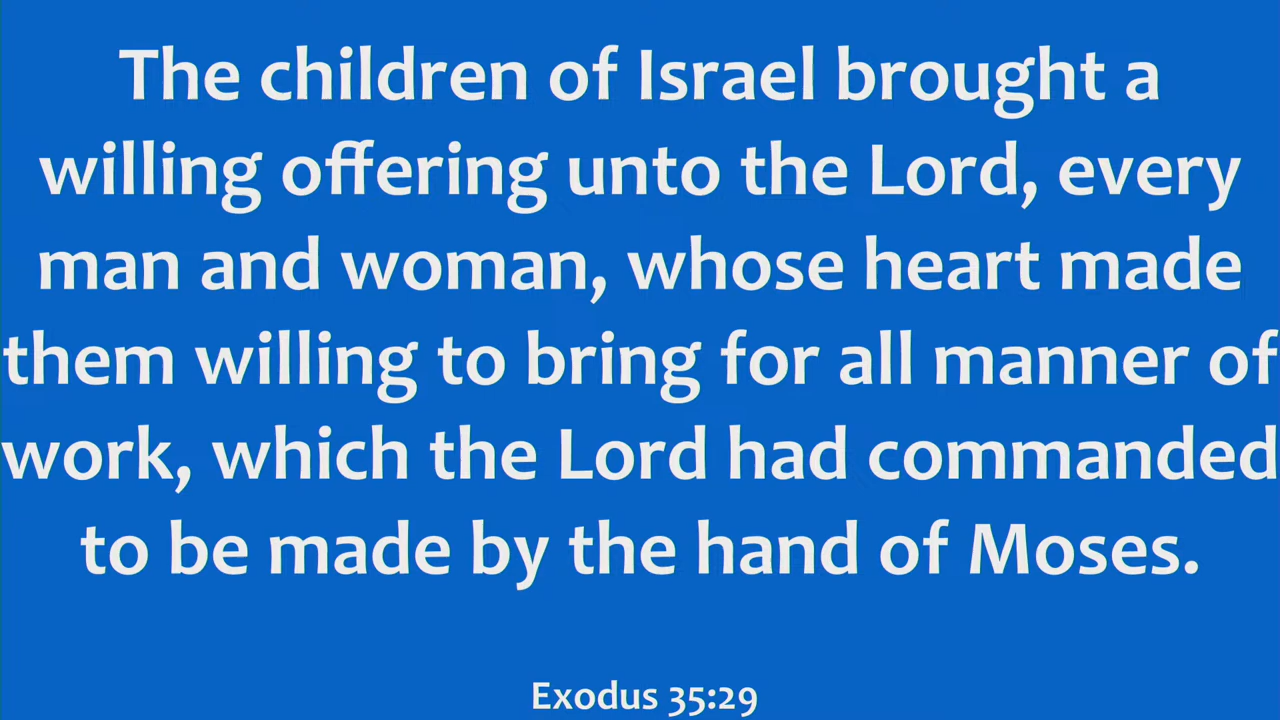 The children of Israel brought a
willing offering unto the Lord, every
man and woman, whose heart made
them willing to bring for all manner of
work, which the Lord had commanded
to be made by the hand of Moses.
Exodus 35:29